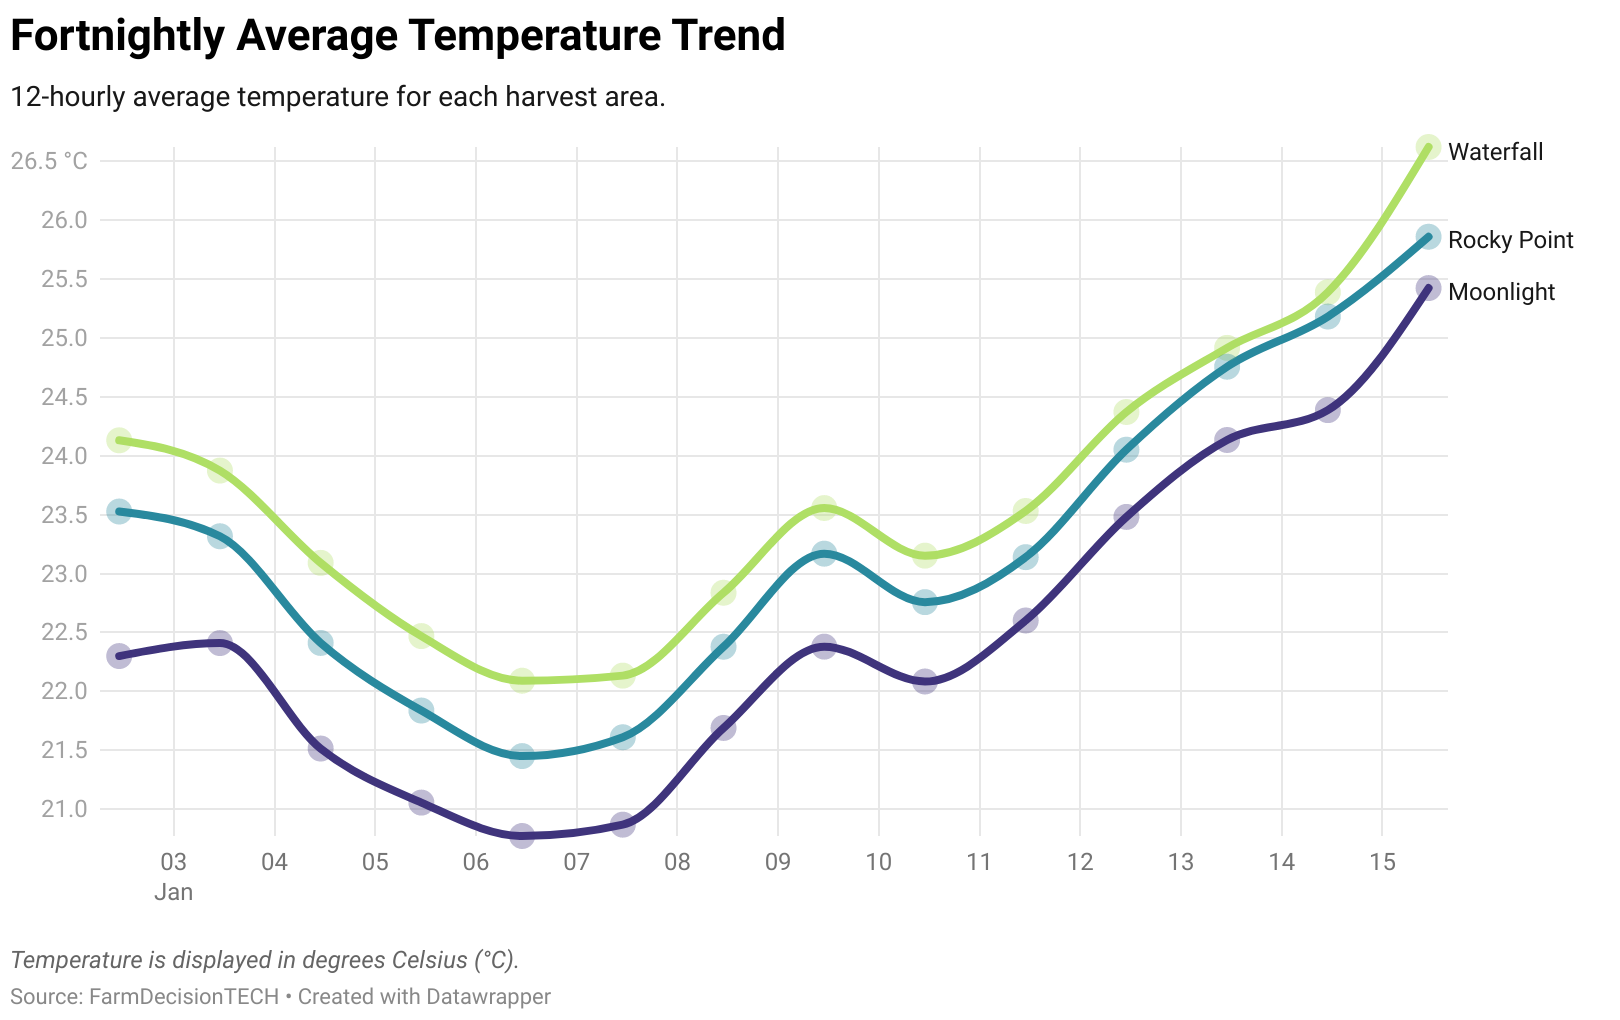 Fortnightly Average Temperature Trend
12-hourly average temperature for each harvest area.
26.5 °C
26.0
25.5
25.0
24.5
24.0
23.5
23.0
22.5
22.0
21.5
21.0
Waterfall
Rocky Point
Moonlight
03 04 05 06 07 08 09 10 11 12 13 14 15
Jan
Temperature is displayed in degrees Celsius (°C).
Source: FarmDecisionTECH • Created with Datawrapper